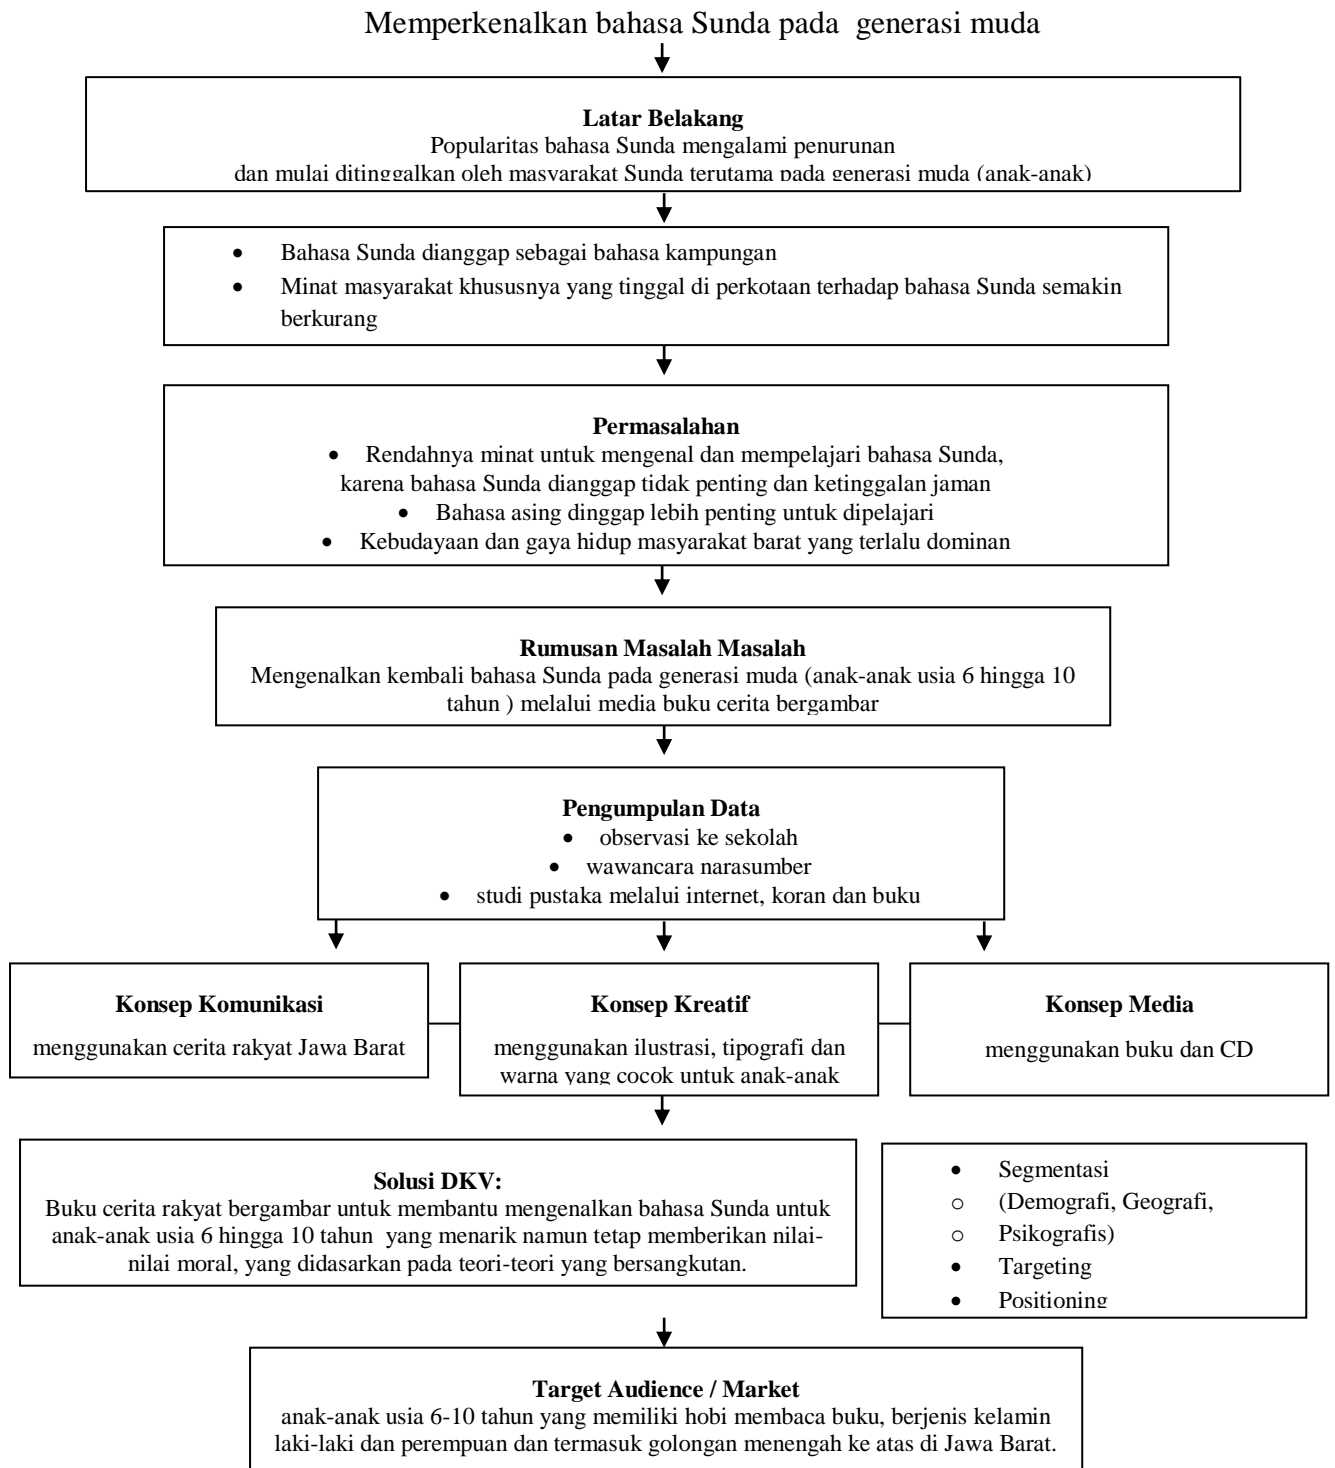 Memperkenalkan bahasa Sunda pada generasi muda
Latar Belakang
Popularitas bahasa Sunda mengalami penurunan
dan mulai ditinggalkan oleh masyarakat Sunda terutama pada generasi muda (anak-anak)
• Bahasa Sunda dianggap sebagai bahasa kampungan
• Minat masyarakat khususnya yang tinggal di perkotaan terhadap bahasa Sunda semakin
berkurang
Permasalahan
• Rendahnya minat untuk mengenal dan mempelajari bahasa Sunda,
karena bahasa Sunda dianggap tidak penting dan ketinggalan jaman
• Bahasa asing dinggap lebih penting untuk dipelajari
• Kebudayaan dan gaya hidup masyarakat barat yang terlalu dominan
Rumusan Masalah Masalah
Mengenalkan kembali bahasa Sunda pada generasi muda (anak-anak usia 6 hingga 10
tahun ) melalui media buku cerita bergambar
Pengumpulan Data
• observasi ke sekolah
• wawancara narasumber
• studi pustaka melalui internet, koran dan buku
Konsep Komunikasi
menggunakan cerita rakyat Jawa Barat
Konsep Kreatif
menggunakan ilustrasi, tipografi dan
warna yang cocok untuk anak-anak
Konsep Media
menggunakan buku dan CD
Solusi DKV:
Buku cerita rakyat bergambar untuk membantu mengenalkan bahasa Sunda untuk
anak-anak usia 6 hingga 10 tahun yang menarik namun tetap memberikan nilai-
nilai moral, yang didasarkan pada teori-teori yang bersangkutan.
• Segmentasi
o (Demografi, Geografi,
o Psikografis)
• Targeting
• Positioning
Target Audience / Market
anak-anak usia 6-10 tahun yang memiliki hobi membaca buku, berjenis kelamin
laki-laki dan perempuan dan termasuk golongan menengah ke atas di Jawa Barat.